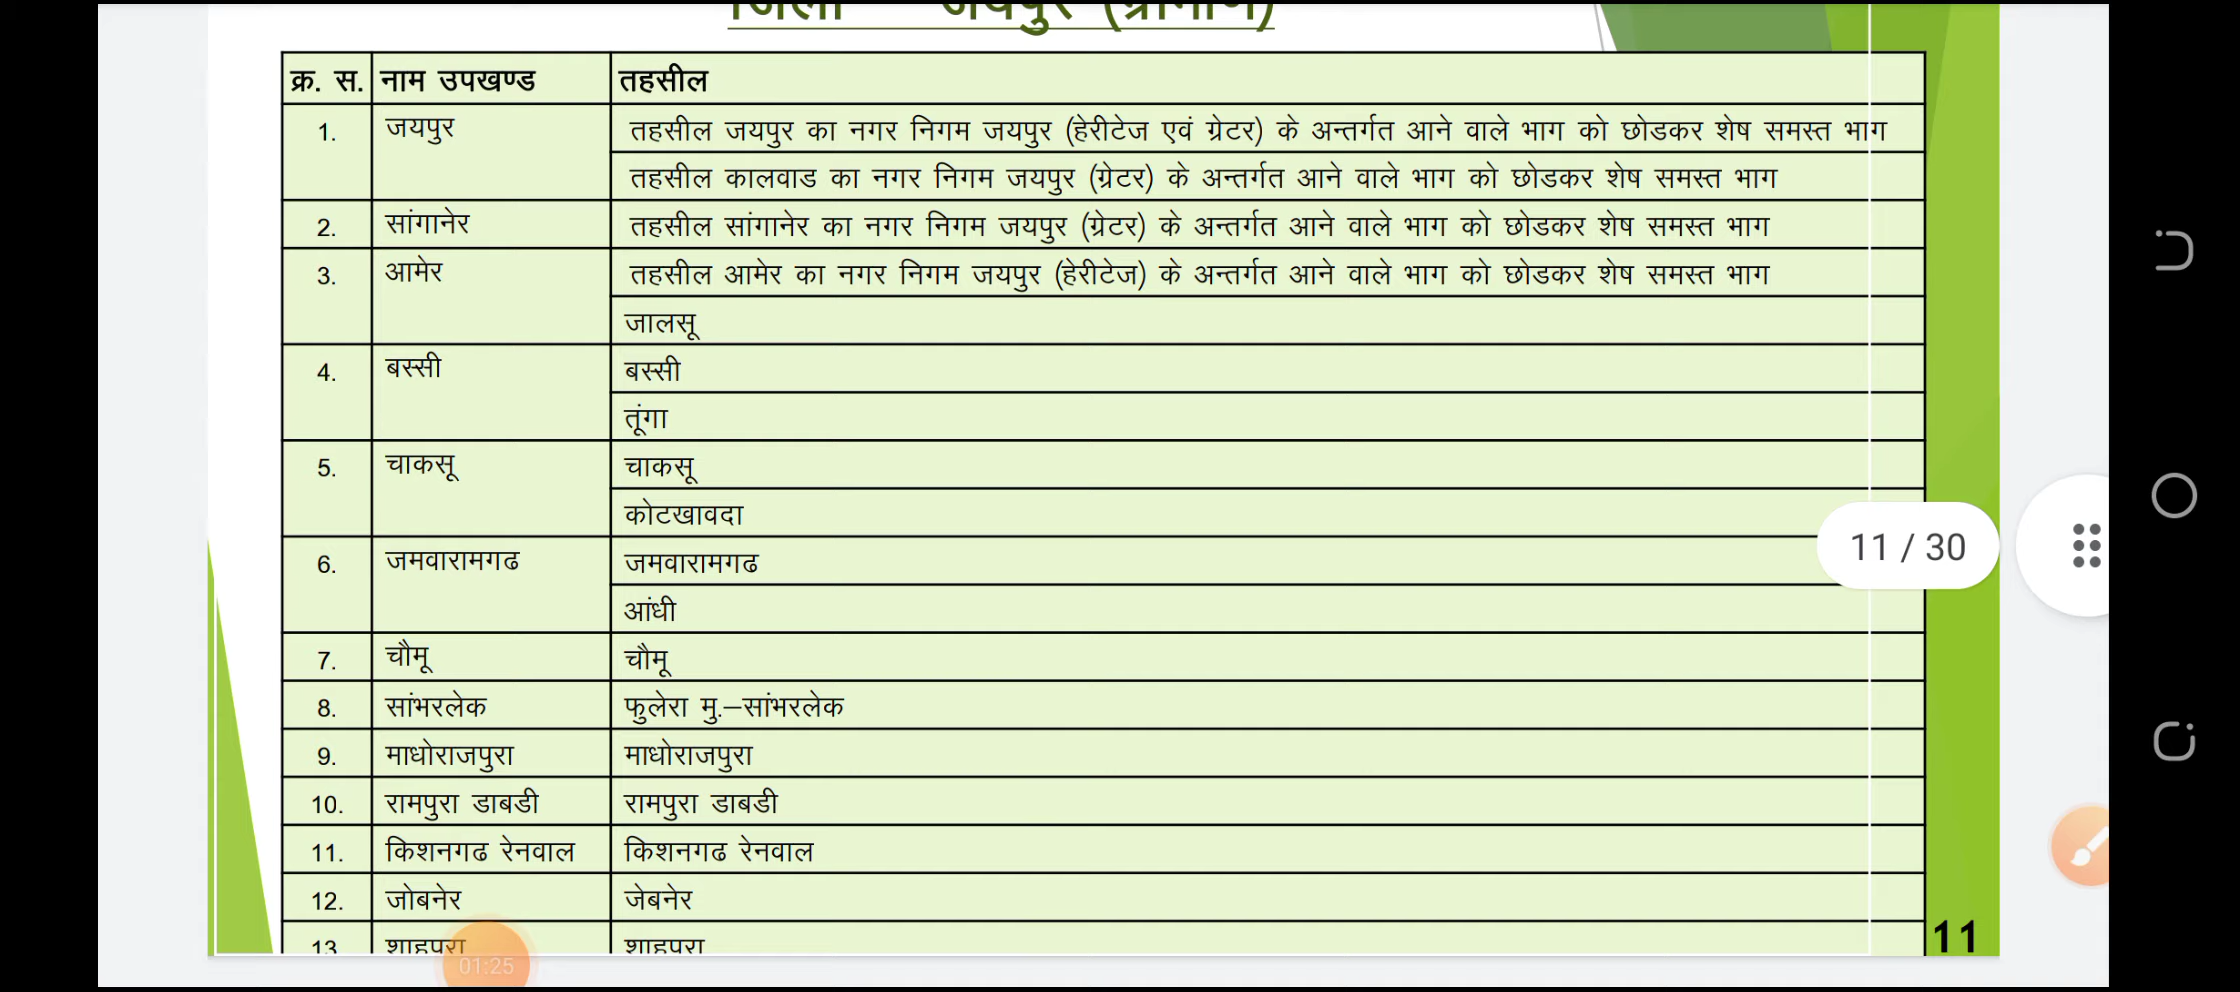 जिला - जयपुर (ग्रामीण)
क्र. स. नाम उपखण्ड तहसील
1. जयपुर तहसील जयपुर का नगर निगम जयपुर (हेरीटेज एवं ग्रेटर) के अन्तर्गत आने वाले भाग को छोडकर शेष समस्त भाग
तहसील कालवाड का नगर निगम जयपुर (ग्रेटर) के अन्तर्गत आने वाले भाग को छोडकर शेष समस्त भाग
2. सांगानेर तहसील सांगानेर का नगर निगम जयपुर (ग्रेटर) के अन्तर्गत आने वाले भाग को छोडकर शेष समस्त भाग
3. आमेर तहसील आमेर का नगर निगम जयपुर (हेरीटेज) के अन्तर्गत आने वाले भाग को छोडकर शेष समस्त भाग
जालसू
4. बस्सी बस्सी
तूंगा
5. चाकसू चाकसू
कोटखावदा
11 / 30
6. जमवारामगढ जमवारामगढ
आंधी
7. चौमू चौमू
8. सांभरलेक फुलेरा मु.–सांभरलेक
9. माधोराजपुरा माधोराजपुरा
10. रामपुरा डाबडी रामपुरा डाबडी
11. किशनगढ रेनवाल किशनगढ रेनवाल
12. जोबनेर जेबनेर
13 शाहपुरा शाहपुरा
11
01:25